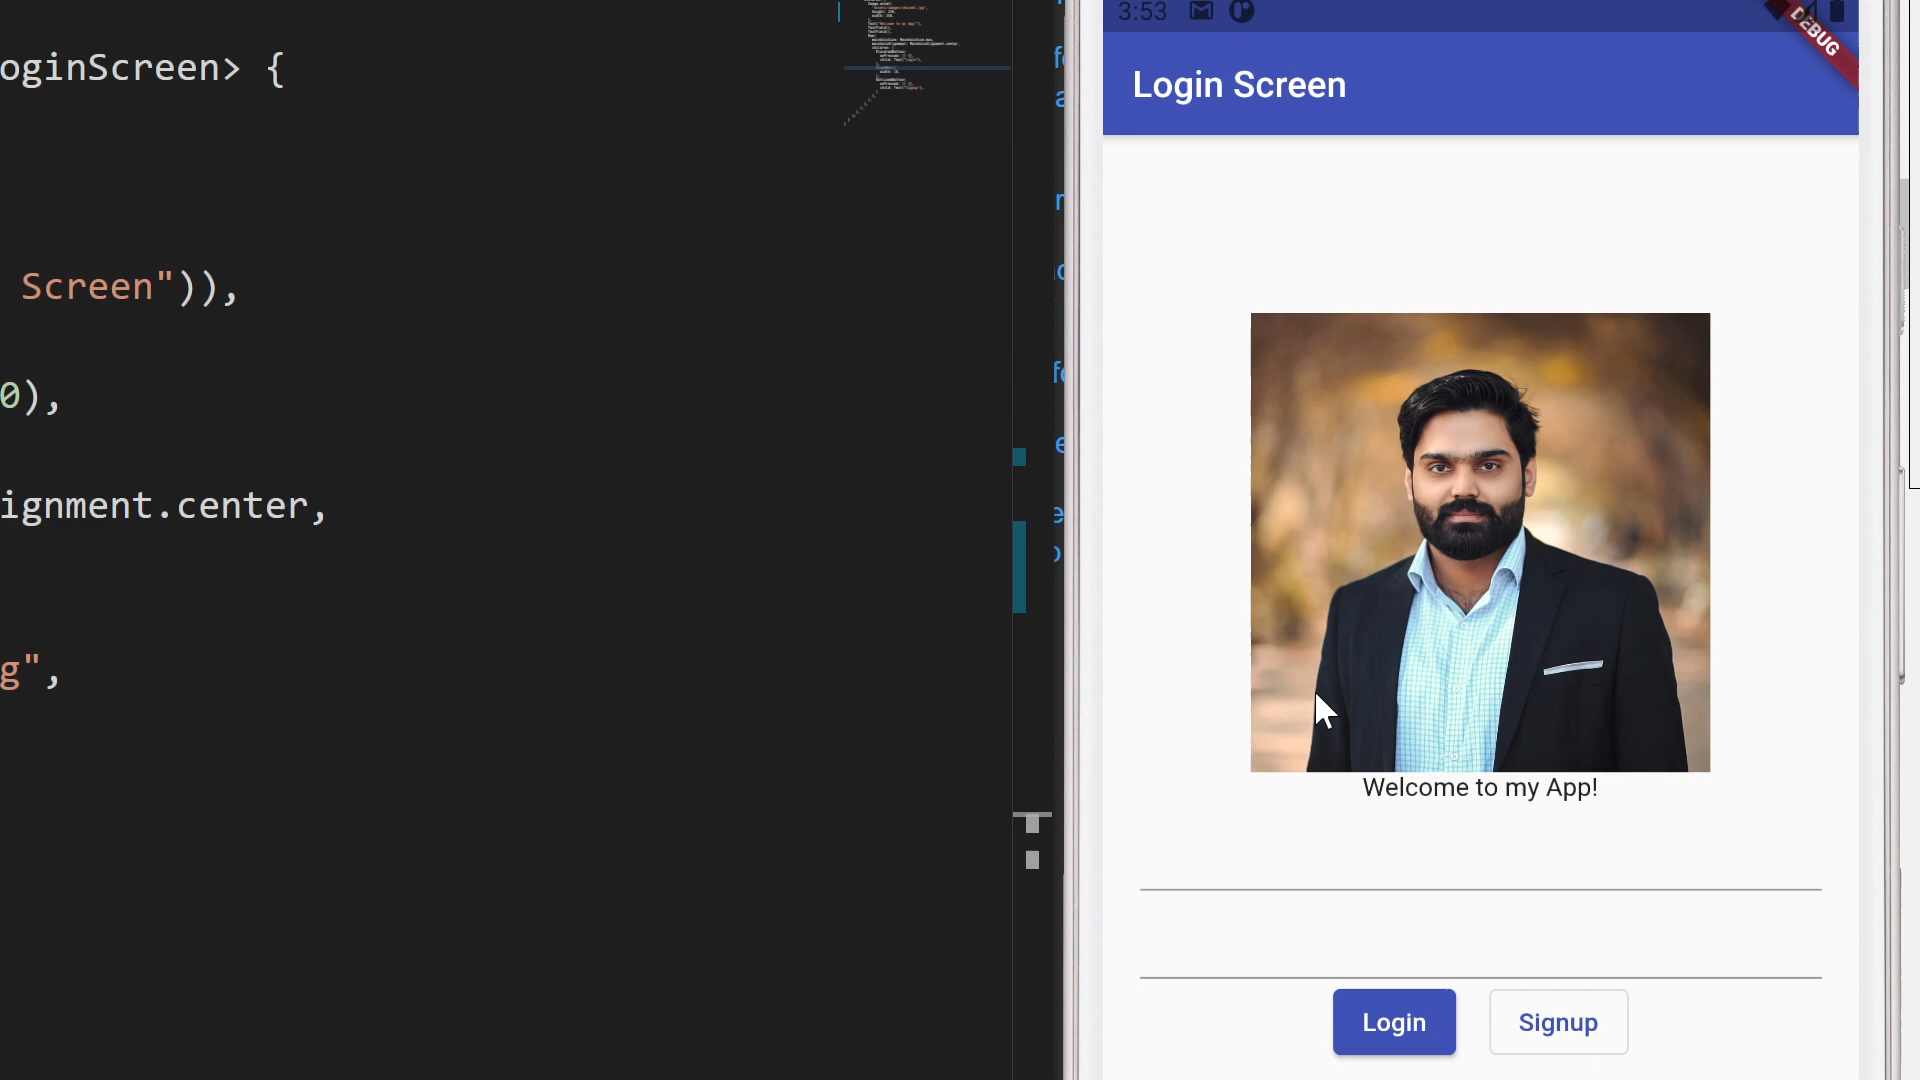 oginScreen> {
Screen")),
0),
ignment.center,
g",
3:53
DEBUG
Login Screen
Welcome to my App!
Login
Signup